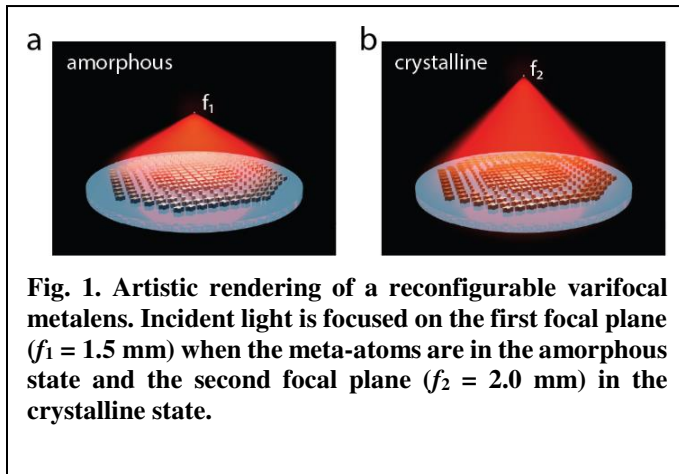 a
amorphous
f1
b
crystalline
f2
Fig. 1. Artistic rendering of a reconfigurable varifocal
metalens. Incident light is focused on the first focal plane
(f1 = 1.5 mm) when the meta-atoms are in the amorphous
state and the second focal plane (f2 = 2.0 mm) in the
crystalline state.